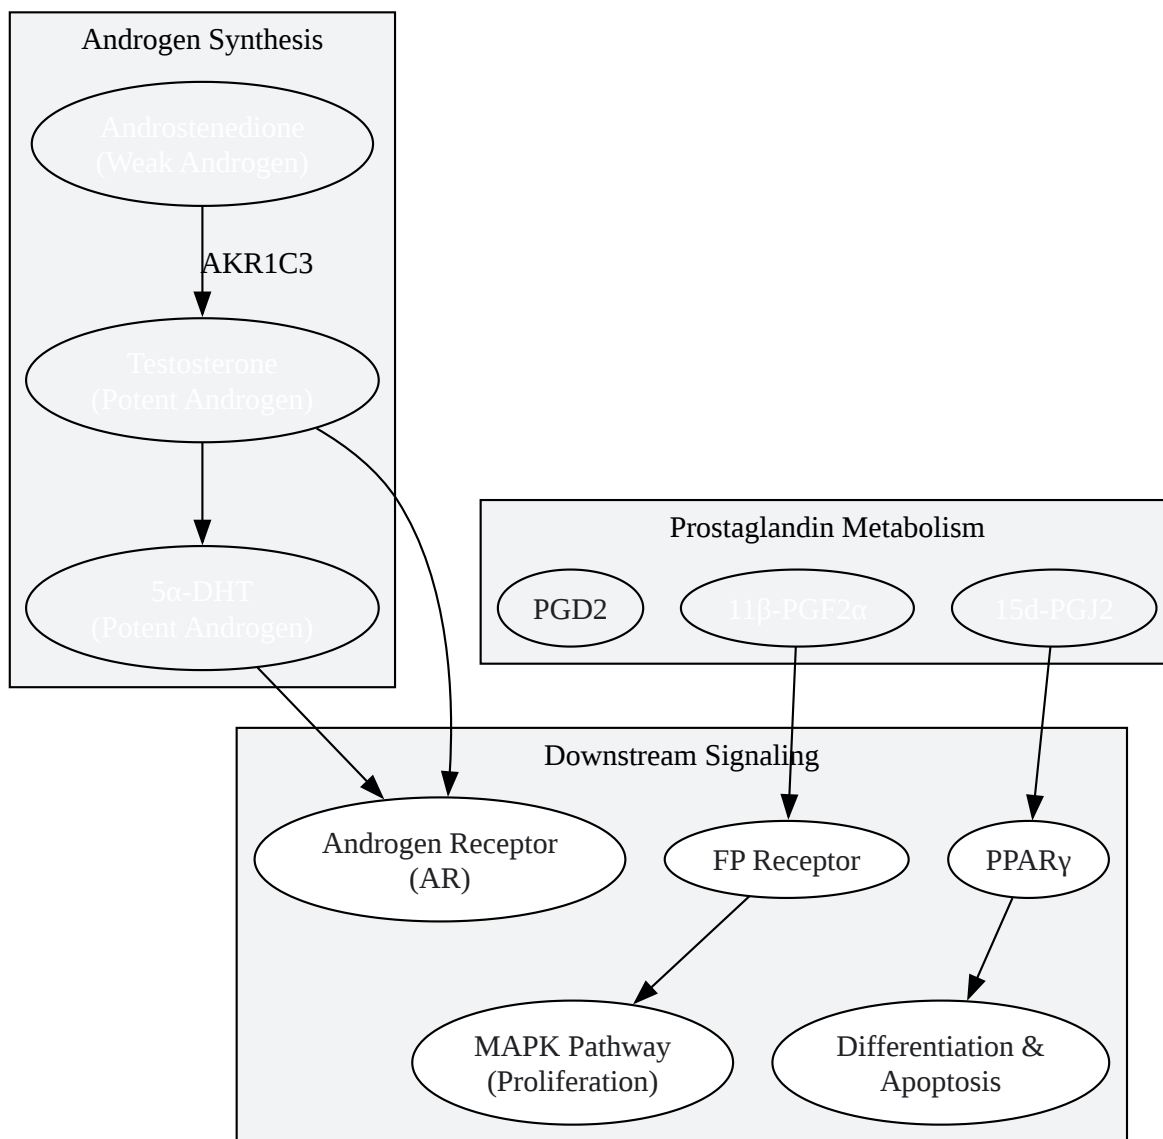 Androgen Synthesis
Androstenedione
(Weak Androgen)
AKR1C3
Testosterone
(Potent Androgen)
5α-DHT
(Potent Androgen)
Prostaglandin Metabolism
PGD2
11β-PGF2α
15d-PGJ2
Downstream Signaling
Androgen Receptor
(AR)
FP Receptor
PPARγ
MAPK Pathway
(Proliferation)
Differentiation &
Apoptosis